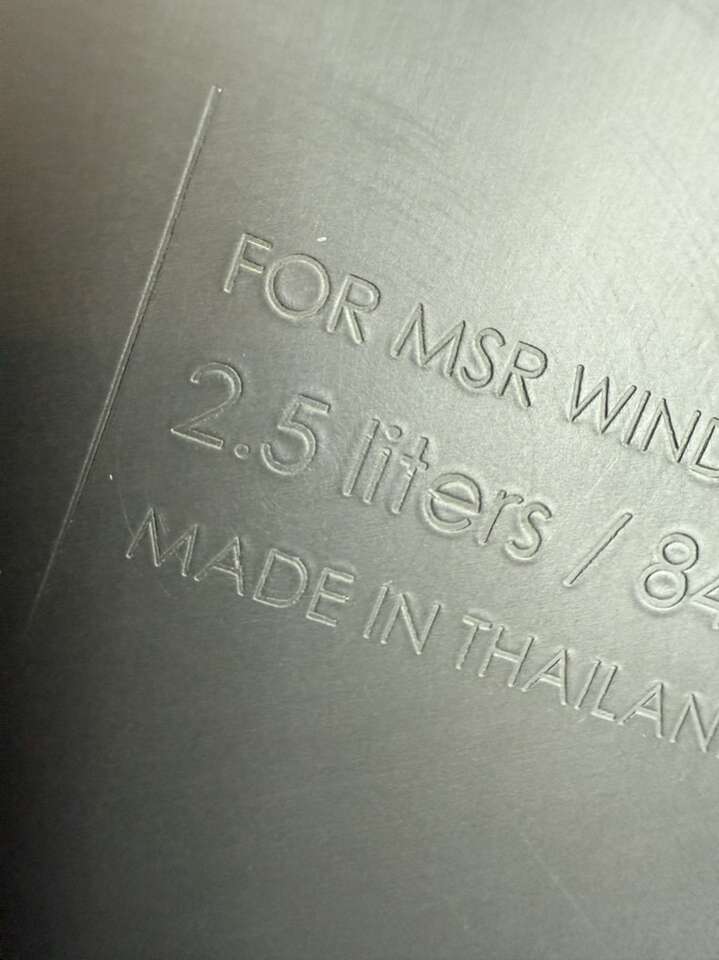 FOR MSR WIND
2.5 liters / 84
MADE IN THAILAN